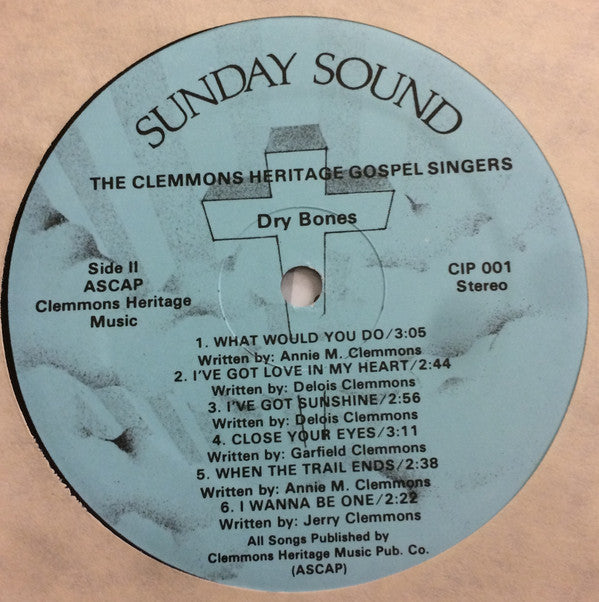 SUNDAY SOUND
THE CLEMMONS HERITAGE GOSPEL SINGERS
Dry Bones
Side II
ASCAP
Clemmons Heritage
Music
CIP 001
Stereo
1. WHAT WOULD YOU DO/3:05
Written by: Annie M. Clemmons
2. I'VE GOT LOVE IN MY HEART/2:44
Written by: Delois Clemmons
3. I'VE GOT SUNSHINE/2:56
Written by: Delois Clemmons
4. CLOSE YOUR EYES/3:11
Written by: Garfield Clemmons
5. WHEN THE TRAIL ENDS/2:38
Written by: Annie M. Clemmons
6. I WANNA BE ONE/2:22
Written by: Jerry Clemmons
All Songs Published by
Clemmons Heritage Music Pub. Co.
(ASCAP)